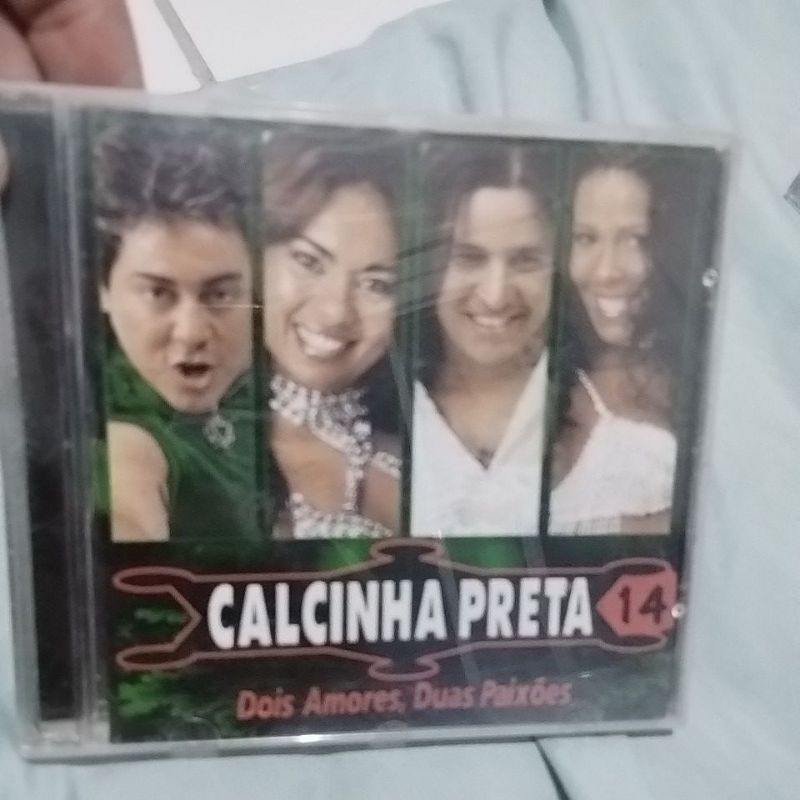 CALCINHA PRETA 14
Dois Amores, Duas Paixões